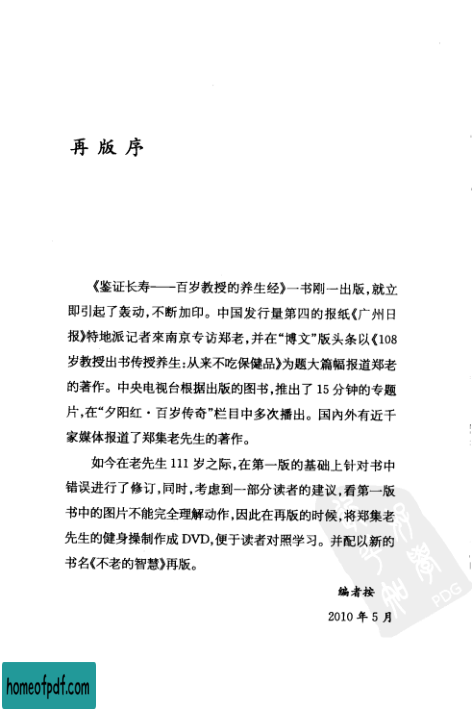 再版序
《鉴证长寿——百岁教授的养生经》一书刚一出版，就立
即引起了轰动，不断加印。中国发行量第四的报纸《广州日
报》特地派记者來南京专访郑老，并在“博文”版头条以《108
岁教授出书传授养生：从来不吃保健品》为题大篇幅报道郑老
的著作。中央电视台根据出版的图书，推出了15分钟的专题
片，在“夕阳红·百岁传奇”栏目中多次播出。国内外有近千
家媒体报道了郑集老先生的著作。
如今在老先生111岁之际，在第一版的基础上针对书中
错误进行了修订，同时，考虑到一部分读者的建议，看第一版
书中的图片不能完全理解动作，因此在再版的时候，将郑集老
先生的健身操制作成DVD，便于读者对照学习。并配以新的
书名《不老的智慧》再版。
编者按
2010年5月
PDG
homeofpdf.com